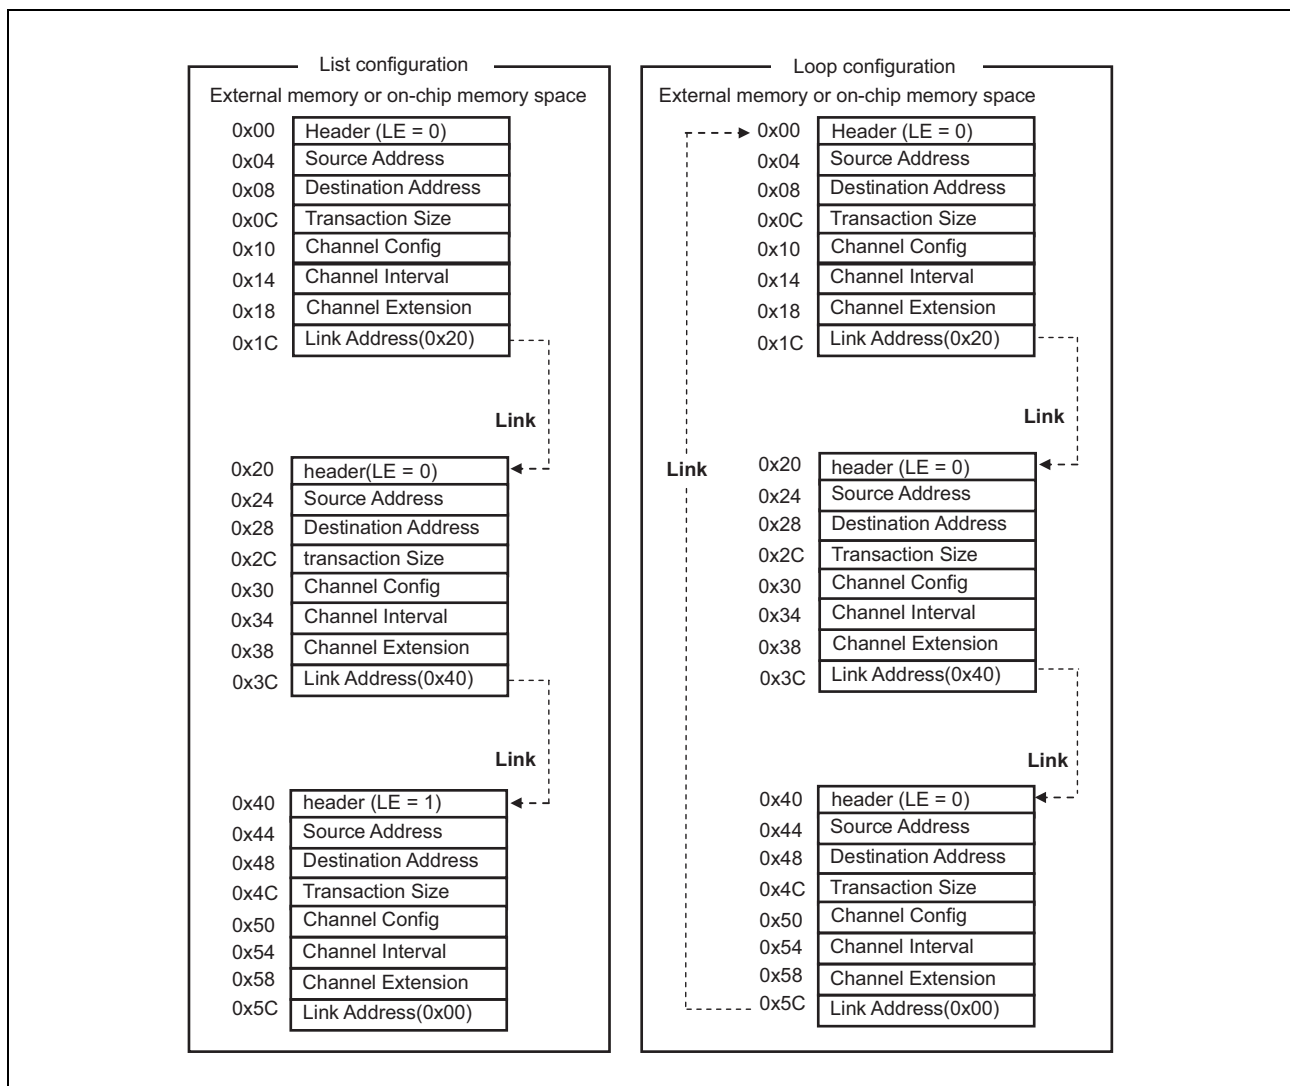 List configuration
External memory or on-chip memory space
0x00 Header (LE = 0)
0x04 Source Address
0x08 Destination Address
0x0C Transaction Size
0x10 Channel Config
0x14 Channel Interval
0x18 Channel Extension
0x1C Link Address(0x20)
Link
0x20 header(LE = 0)
0x24 Source Address
0x28 Destination Address
0x2C transaction Size
0x30 Channel Config
0x34 Channel Interval
0x38 Channel Extension
0x3C Link Address(0x40)
Link
0x40 header (LE = 1)
0x44 Source Address
0x48 Destination Address
0x4C Transaction Size
0x50 Channel Config
0x54 Channel Interval
0x58 Channel Extension
0x5C Link Address(0x00)
Loop configuration
External memory or on-chip memory space
0x00 Header (LE = 0)
0x04 Source Address
0x08 Destination Address
0x0C Transaction Size
0x10 Channel Config
0x14 Channel Interval
0x18 Channel Extension
0x1C Link Address(0x20)
Link
Link
0x20 header (LE = 0)
0x24 Source Address
0x28 Destination Address
0x2C Transaction Size
0x30 Channel Config
0x34 Channel Interval
0x38 Channel Extension
0x3C Link Address(0x40)
Link
0x40 header (LE = 0)
0x44 Source Address
0x48 Destination Address
0x4C Transaction Size
0x50 Channel Config
0x54 Channel Interval
0x58 Channel Extension
0x5C Link Address(0x00)